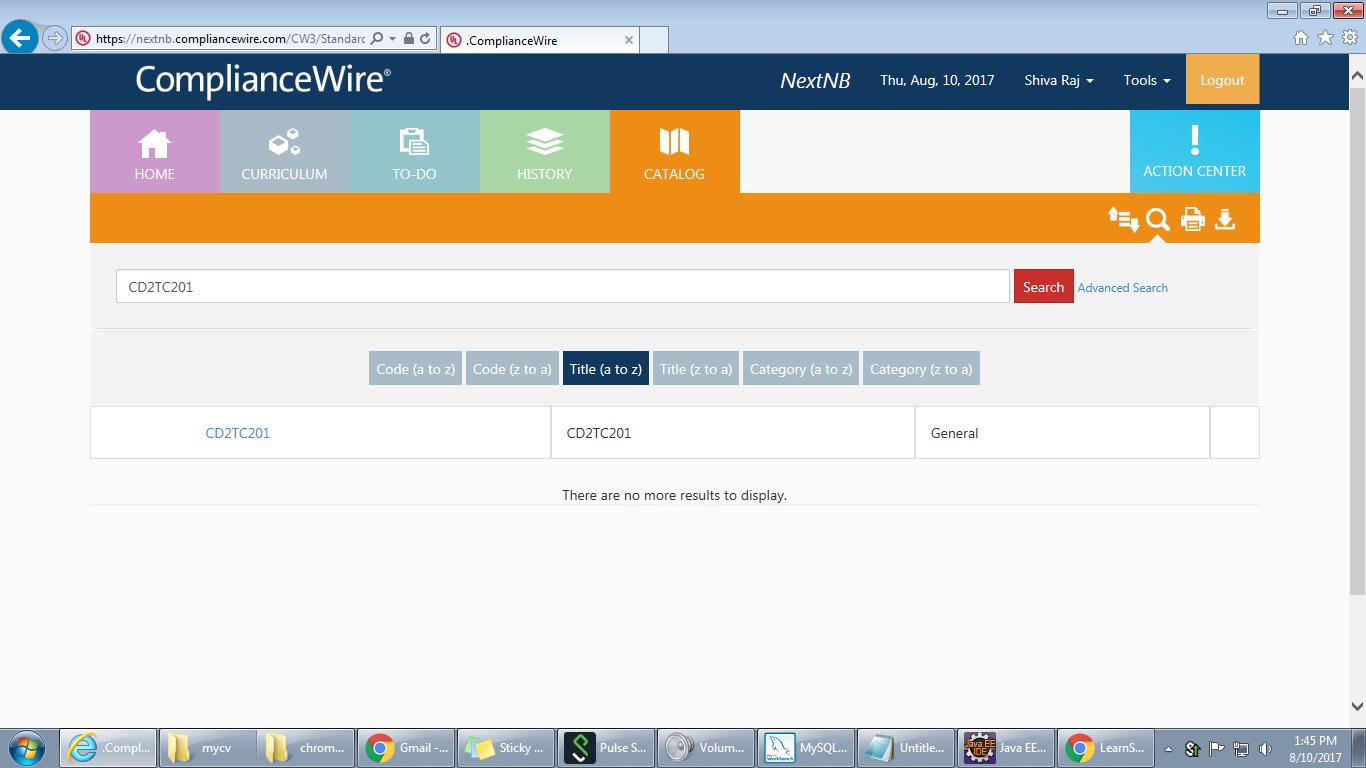 https://nextnb.compliancewire.com/CW3/Standard
.ComplianceWire
ComplianceWire®
NextNB
Thu, Aug, 10, 2017
Shiva Raj
Tools
Logout
HOME
CURRICULUM
TO-DO
HISTORY
CATALOG
ACTION CENTER
CD2TC201
Search
Advanced Search
Code (a to z)
Code (z to a)
Title (a to z)
Title (z to a)
Category (a to z)
Category (z to a)
CD2TC201
CD2TC201
General
There are no more results to display.
.Compl...
mycv
chrom...
Gmail -...
Sticky ...
Pulse S...
Volum...
MySQL...
Untitle...
Java EE...
LearnS...
1:45 PM
8/10/2017